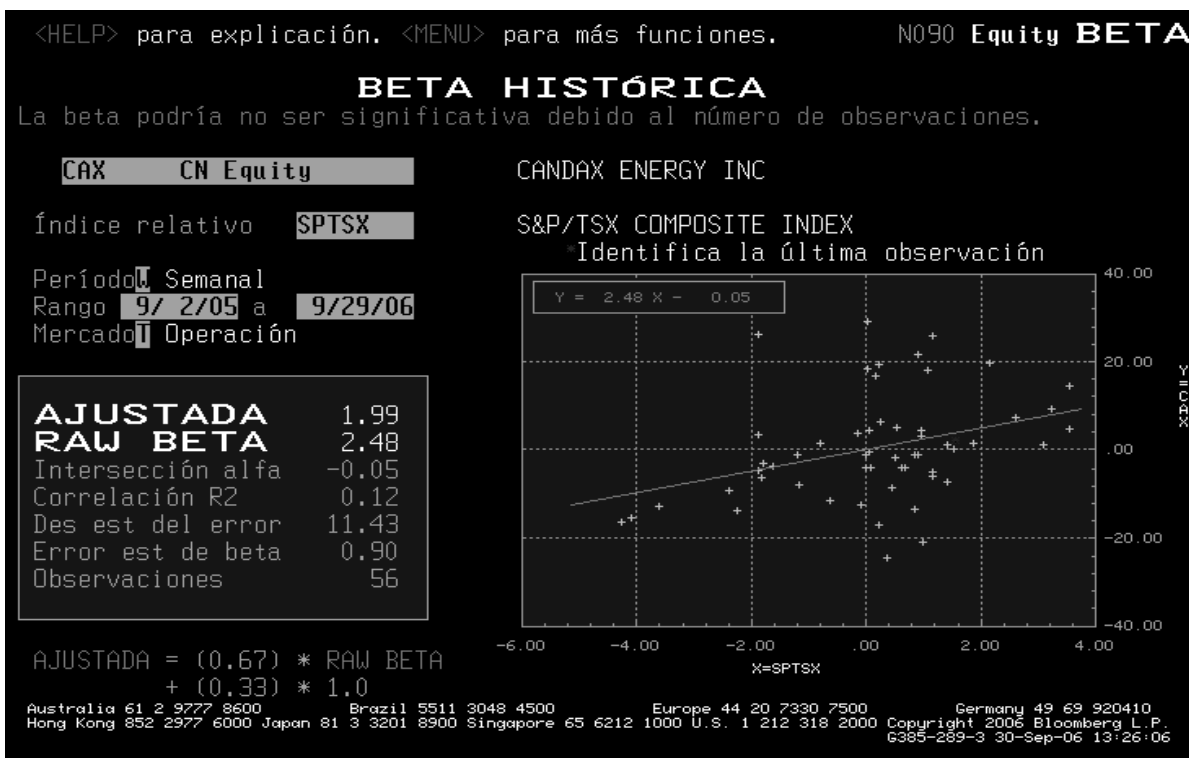 <HELP> para explicación. <MENU> para más funciones. N090 Equity BETA
BETA HISTÓRICA
La beta podría no ser significativa debido al número de observaciones.
CAX CN Equity
CANDAX ENERGY INC
Índice relativo SPTSX
S&P/TSX COMPOSITE INDEX
*Identifica la última observación
Período W Semanal
Rango 9/ 2/05 a 9/29/06
Mercado T Operación
Y = 2.48 X - 0.05
40.00
20.00
.00
-20.00
-40.00
Y=CAX
AJUSTADA 1.99
RAW BETA 2.48
Intersección alfa -0.05
Correlación R2 0.12
Des est del error 11.43
Error est de beta 0.90
Observaciones 56
-6.00 -4.00 -2.00 .00 2.00 4.00
X=SPTSX
AJUSTADA = (0.67) * RAW BETA
+ (0.33) * 1.0
Australia 61 2 9777 8600 Brazil 5511 3048 4500 Europe 44 20 7330 7500 Germany 49 69 920410
Hong Kong 852 2977 6000 Japan 81 3 3201 8900 Singapore 65 6212 1000 U.S. 1 212 318 2000 Copyright 2006 Bloomberg L.P.
G385-289-3 30-Sep-06 13:26:06